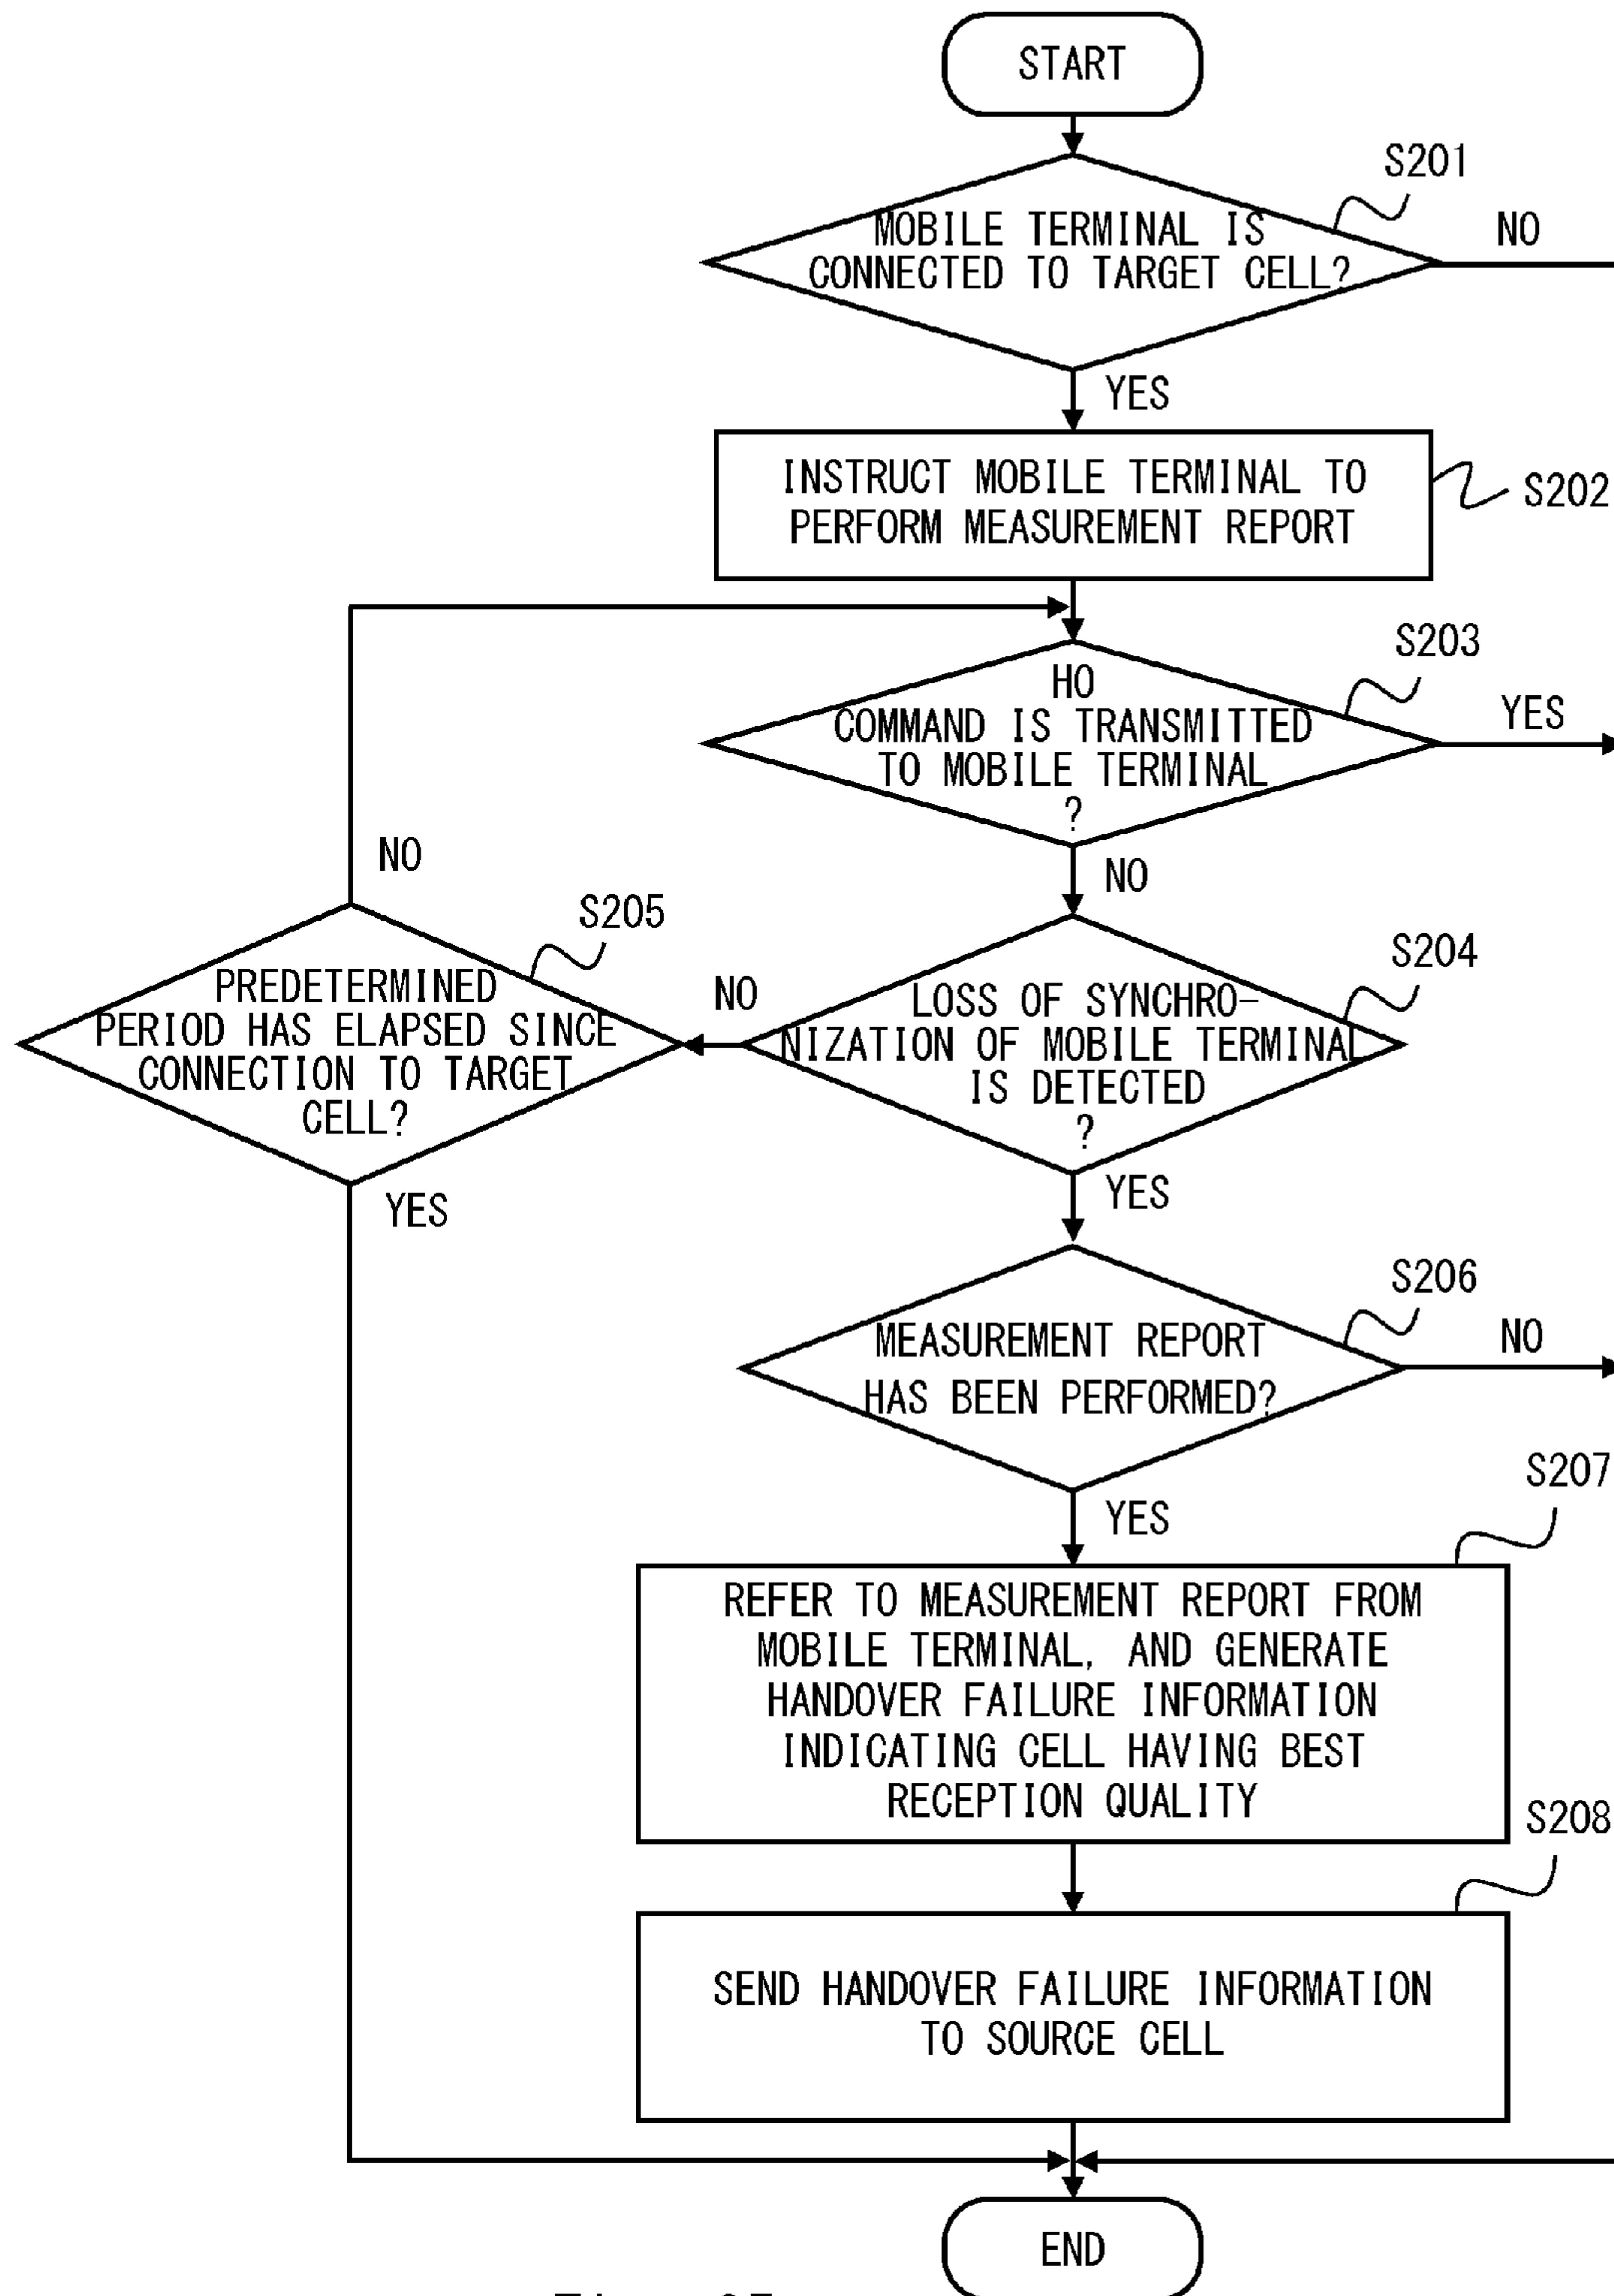 START
S201
MOBILE TERMINAL IS
CONNECTED TO TARGET CELL?
NO
YES
INSTRUCT MOBILE TERMINAL TO
PERFORM MEASUREMENT REPORT
S202
S203
HO
COMMAND IS TRANSMITTED
TO MOBILE TERMINAL
?
YES
NO
NO
S205
PREDETERMINED
PERIOD HAS ELAPSED SINCE
CONNECTION TO TARGET
CELL?
NO
YES
S204
LOSS OF SYNCHRO-
NIZATION OF MOBILE TERMINAL
IS DETECTED
?
YES
S206
MEASUREMENT REPORT
HAS BEEN PERFORMED?
NO
YES
S207
REFER TO MEASUREMENT REPORT FROM
MOBILE TERMINAL, AND GENERATE
HANDOVER FAILURE INFORMATION
INDICATING CELL HAVING BEST
RECEPTION QUALITY
S208
SEND HANDOVER FAILURE INFORMATION
TO SOURCE CELL
END